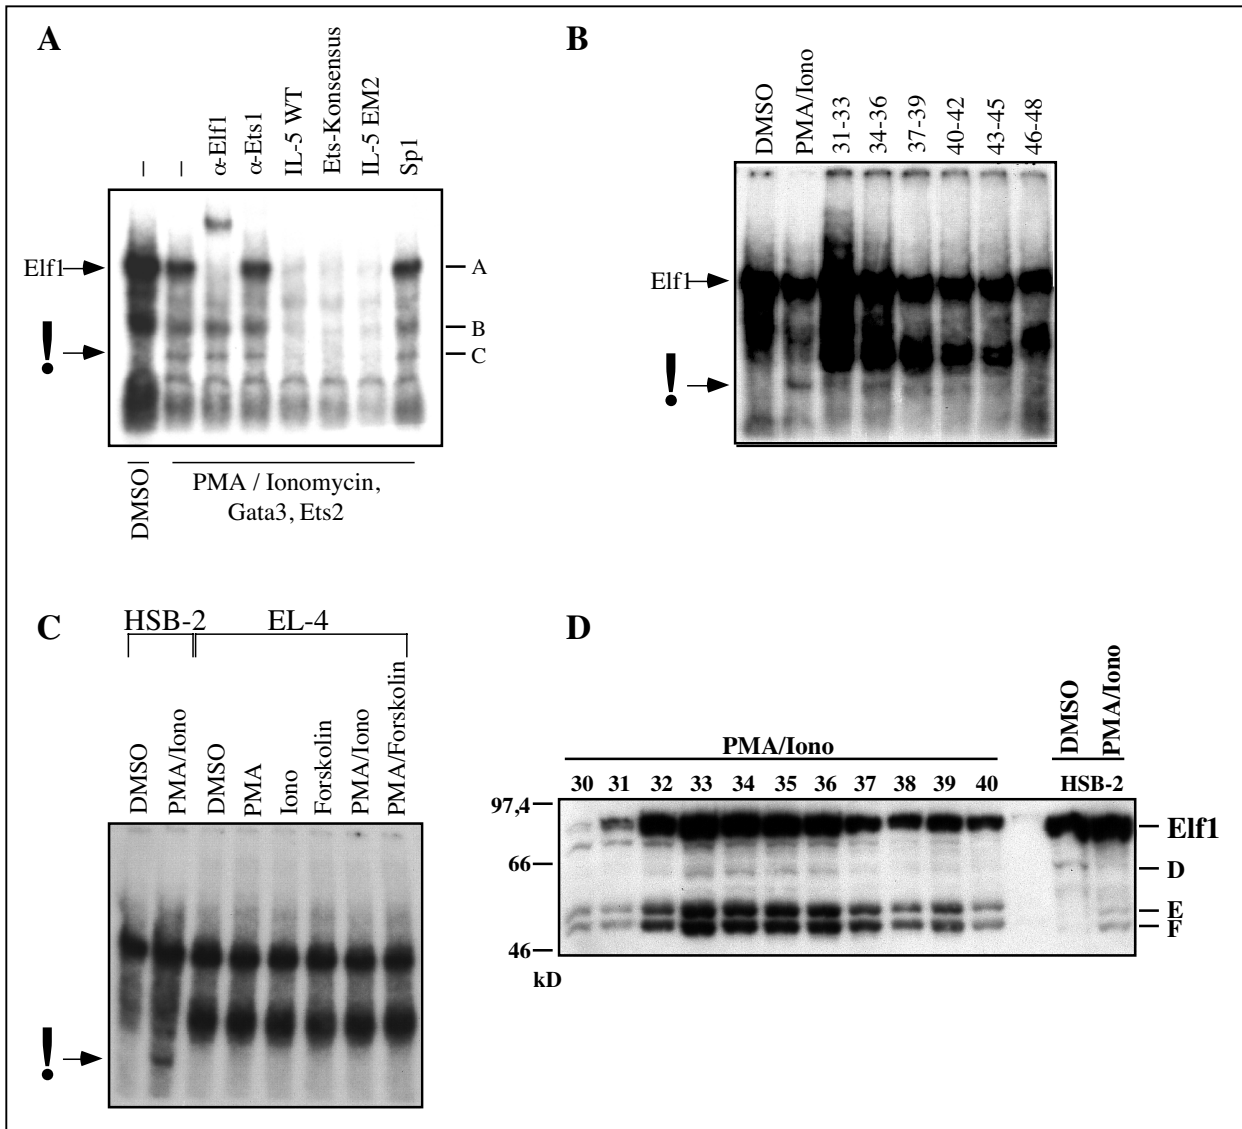 A
–
–
α-Elf1
α-Ets1
IL-5 WT
Ets-Konsensus
IL-5 EM2
Sp1
Elf1
!
A
B
C
DMSO
PMA / Ionomycin,
Gata3, Ets2
B
DMSO
PMA/Iono
31-33
34-36
37-39
40-42
43-45
46-48
Elf1
!
C
HSB-2 EL-4
DMSO
PMA/Iono
DMSO
PMA
Iono
Forskolin
PMA/Iono
PMA/Forskolin
!
D
PMA/Iono
30 31 32 33 34 35 36 37 38 39 40
DMSO
PMA/Iono
HSB-2
97,4
66
46
kD
Elf1
D
E
F